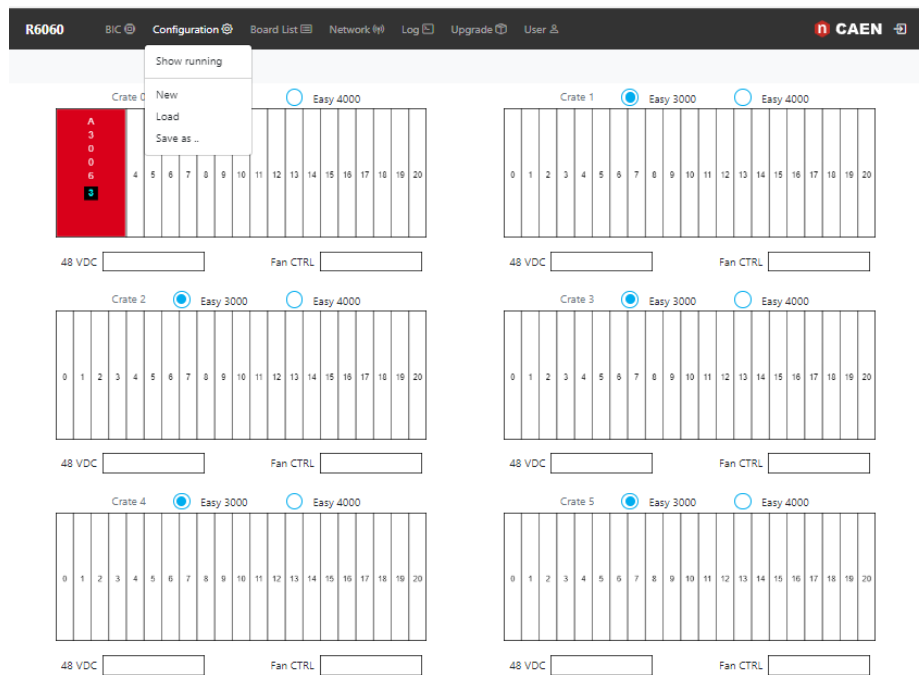 R6060 BIC Configuration Board List Network Log Upgrade User CAEN
Show running
New
Load
Save as ..
Crate 0 Easy 4000 Crate 1 Easy 3000 Easy 4000
A
3
0
0
6
3
4 5 6 7 8 9 10 11 12 13 14 15 16 17 18 19 20 0 1 2 3 4 5 6 7 8 9 10 11 12 13 14 15 16 17 18 19 20
48 VDC Fan CTRL 48 VDC Fan CTRL
Crate 2 Easy 3000 Easy 4000 Crate 3 Easy 3000 Easy 4000
0 1 2 3 4 5 6 7 8 9 10 11 12 13 14 15 16 17 18 19 20 0 1 2 3 4 5 6 7 8 9 10 11 12 13 14 15 16 17 18 19 20
48 VDC Fan CTRL 48 VDC Fan CTRL
Crate 4 Easy 3000 Easy 4000 Crate 5 Easy 3000 Easy 4000
0 1 2 3 4 5 6 7 8 9 10 11 12 13 14 15 16 17 18 19 20 0 1 2 3 4 5 6 7 8 9 10 11 12 13 14 15 16 17 18 19 20
48 VDC Fan CTRL 48 VDC Fan CTRL